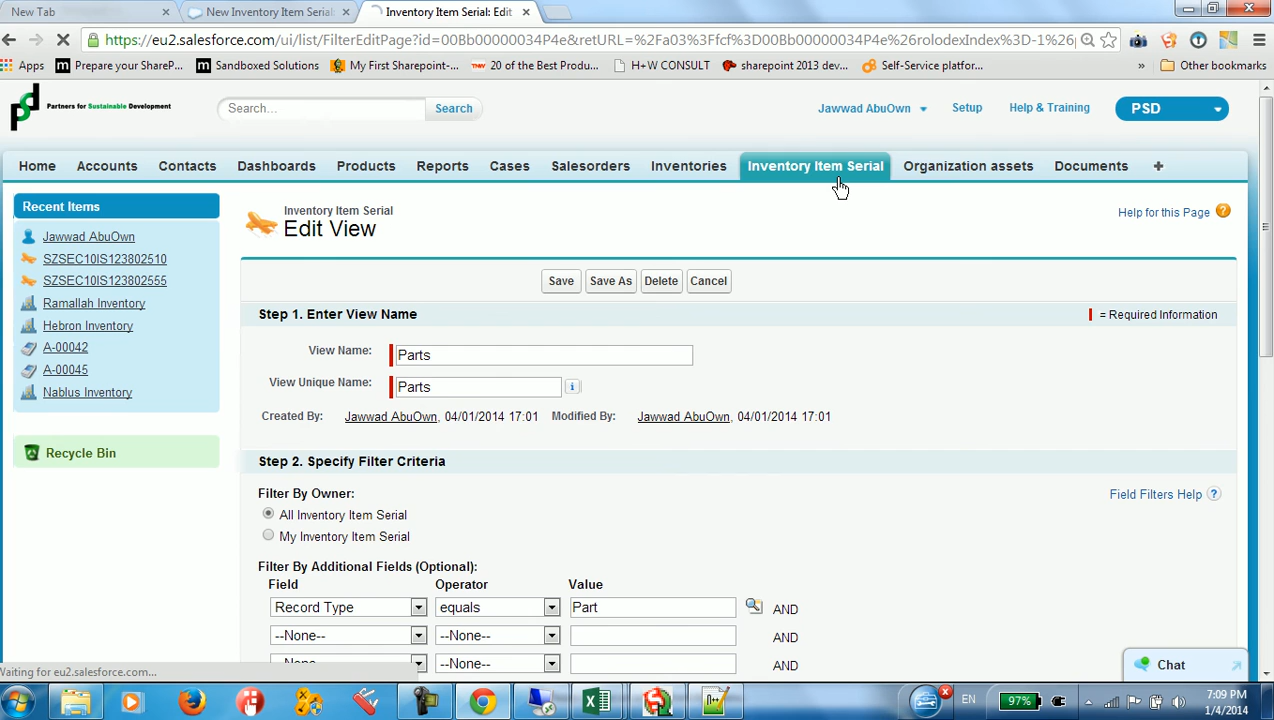 New Tab
New Inventory Item Serial:
Inventory Item Serial: Edit
https://eu2.salesforce.com/ui/list/FilterEditPage?id=00Bb00000034P4e&retURL=%2Fa03%3Ffcf%3D00Bb00000034P4e%26rolodexIndex%3D-1%26
Apps
Prepare your ShareP...
Sandboxed Solutions
My First Sharepoint-...
20 of the Best Produ...
H+W CONSULT
sharepoint 2013 dev...
Self-Service platfor...
»
Other bookmarks
psd
Partners for Sustainable Development
Search...
Search
Jawwad AbuOwn
Setup
Help & Training
PSD
Home
Accounts
Contacts
Dashboards
Products
Reports
Cases
Salesorders
Inventories
Inventory Item Serial
Organization assets
Documents
+
Recent Items
Jawwad AbuOwn
SZSEC10IS123802510
SZSEC10IS123802555
Ramallah Inventory
Hebron Inventory
A-00042
A-00045
Nablus Inventory
Recycle Bin
Inventory Item Serial
Edit View
Help for this Page ?
Save
Save As
Delete
Cancel
Step 1. Enter View Name
= Required Information
View Name:
Parts
View Unique Name:
Parts
i
Created By: Jawwad AbuOwn, 04/01/2014 17:01
Modified By: Jawwad AbuOwn, 04/01/2014 17:01
Step 2. Specify Filter Criteria
Filter By Owner:
Field Filters Help ?
All Inventory Item Serial
My Inventory Item Serial
Filter By Additional Fields (Optional):
Field
Operator
Value
Record Type
equals
Part
AND
--None--
--None--
AND
--None--
--None--
AND
Waiting for eu2.salesforce.com...
Chat
EN
97%
7:09 PM
1/4/2014